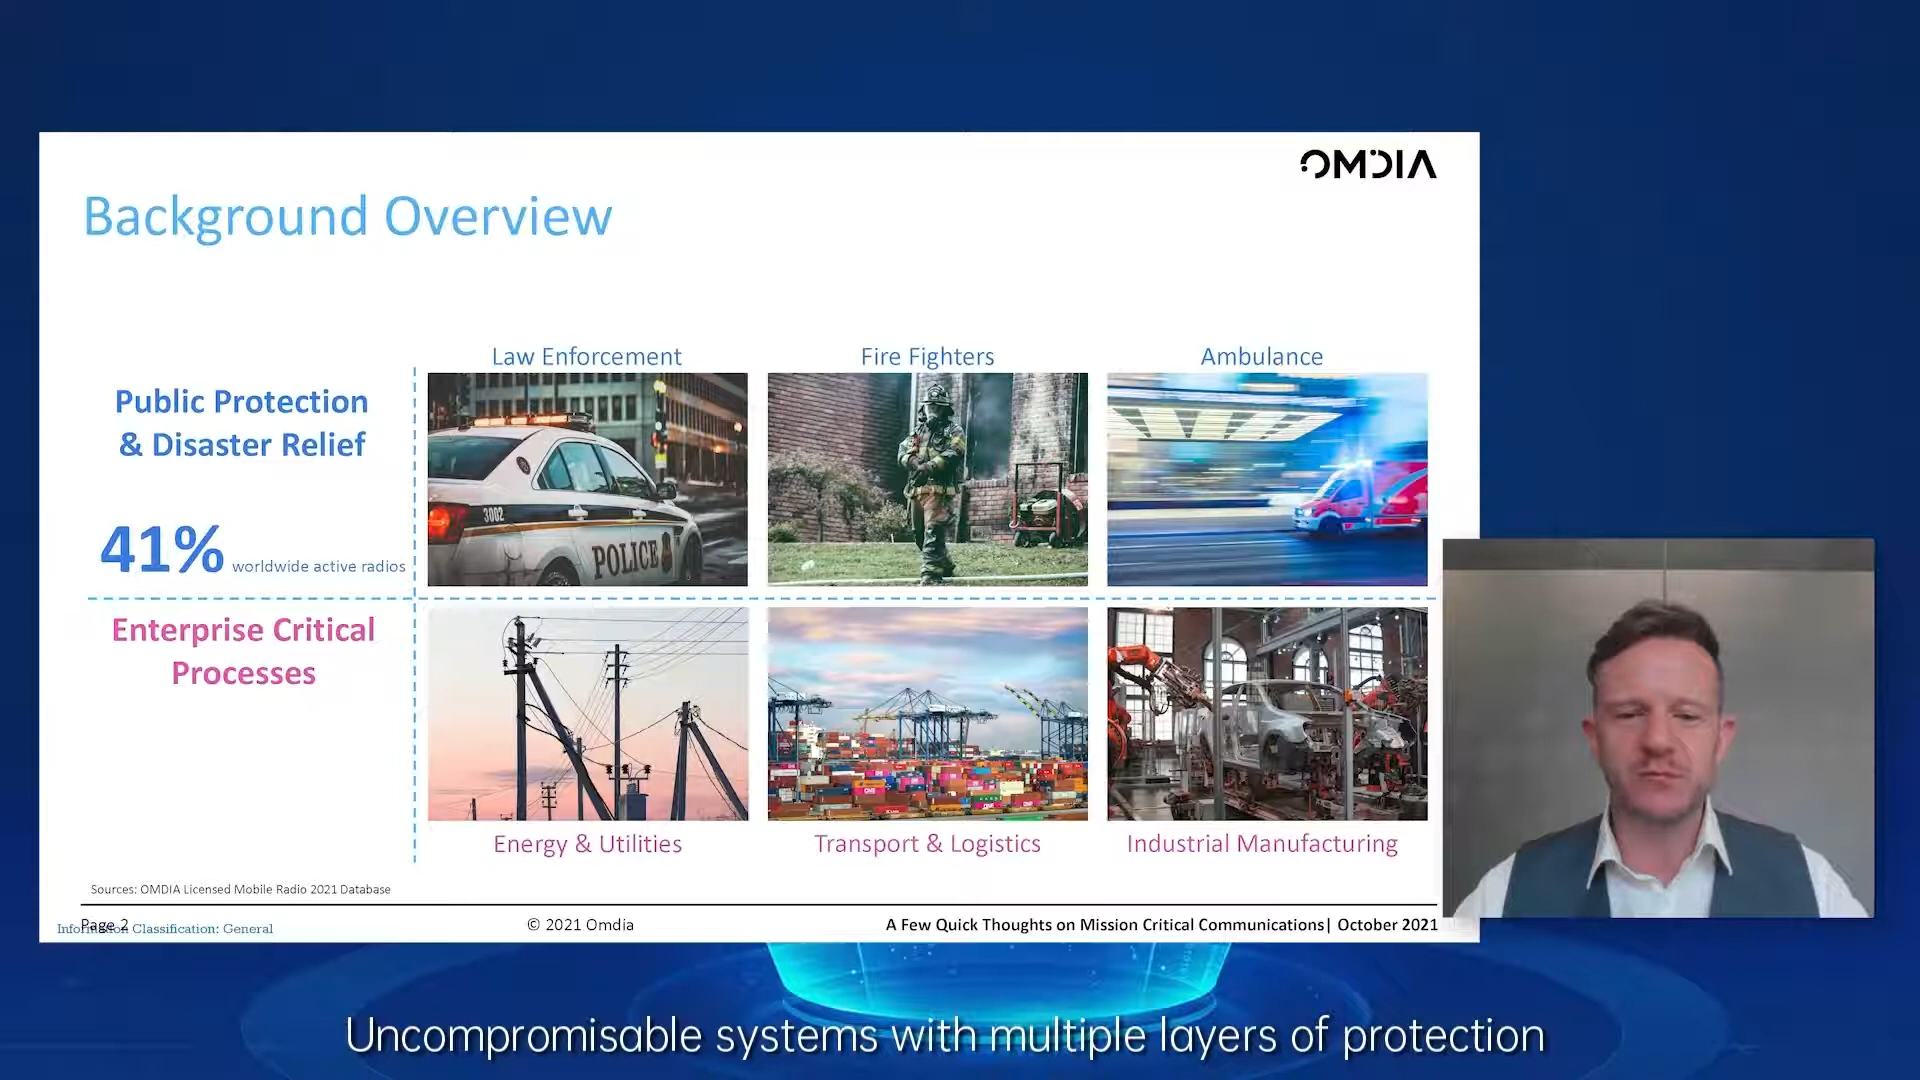 OMDIA
Background Overview
Law Enforcement
Fire Fighters
Ambulance
Public Protection
& Disaster Relief
41% worldwide active radios
3002
POLICE
Enterprise Critical
Processes
Energy & Utilities
Transport & Logistics
Industrial Manufacturing
Sources: OMDIA Licensed Mobile Radio 2021 Database
Page 2
Information Classification: General
© 2021 Omdia
A Few Quick Thoughts on Mission Critical Communications| October 2021
Uncompromisable systems with multiple layers of protection